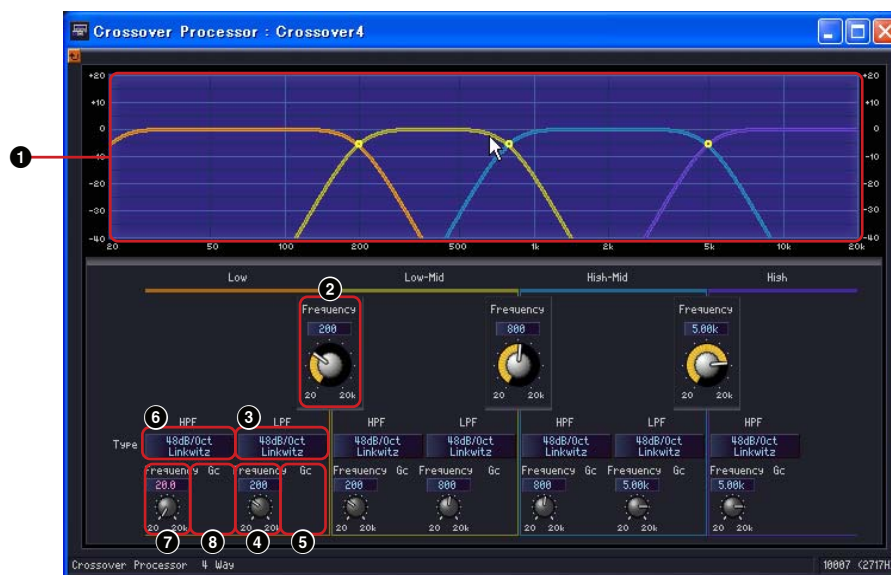 Crossover Processor : Crossover4
+20 +20
+10 +10
0 0
-10 -10
-20 -20
-30 -30
-40 -40
20 50 100 200 500 1k 2k 5k 10k 20k
1
Low Low-Mid High-Mid High
2
Frequency Frequency Frequency
200 800 5.00k
20 20k 20 20k 20 20k
6 3
HPF LPF HPF LPF HPF LPF HPF
Type 48dB/Oct 48dB/Oct 48dB/Oct 48dB/Oct 48dB/Oct 48dB/Oct 48dB/Oct
Linkwitz Linkwitz Linkwitz Linkwitz Linkwitz Linkwitz Linkwitz
Frequency Gc Frequency Gc Frequency Gc Frequency Gc Frequency Gc Frequency Gc Frequency Gc
20.0 200 200 800 800 5.00k 5.00k
20 20k 20 20k 20 20k 20 20k 20 20k 20 20k 20 20k
7 8 4 5
Crossover Processor 4 Way 10007 (2717H